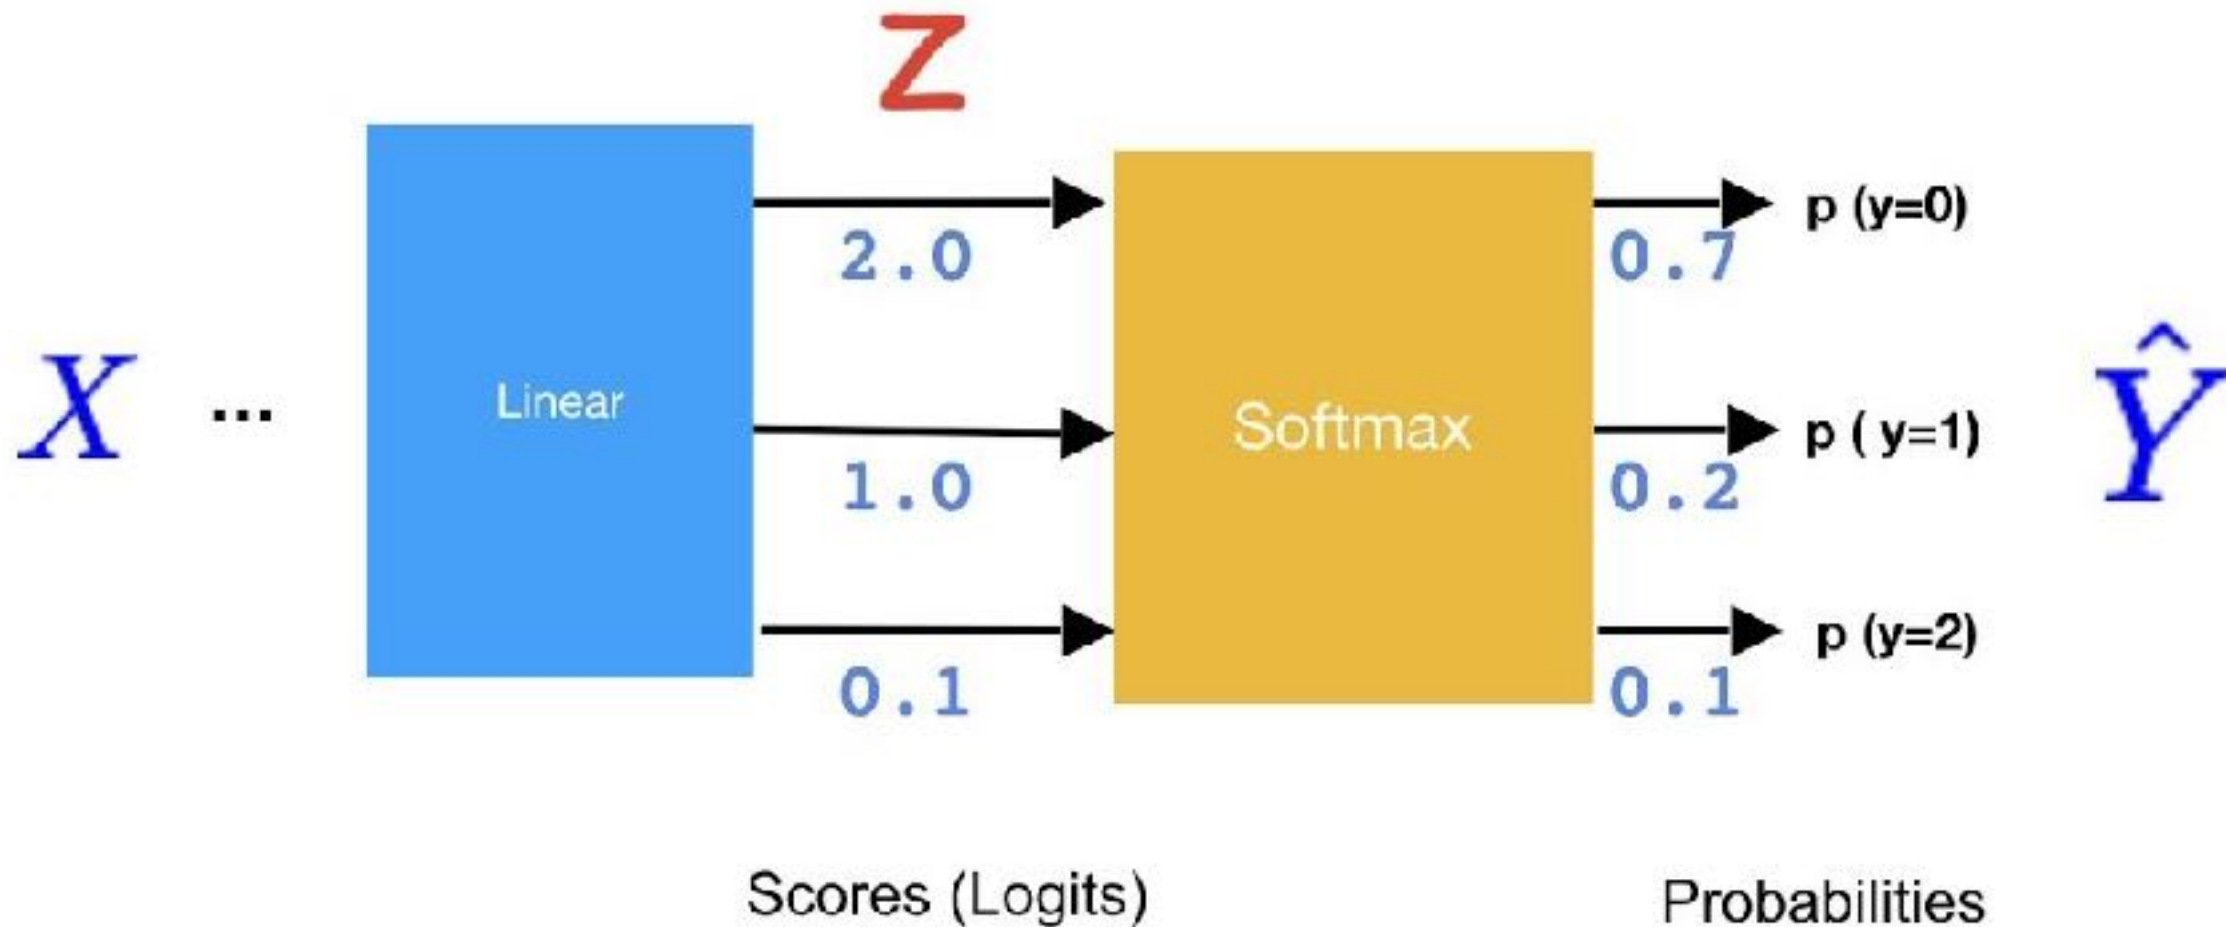 Z
2.0
1.0
0.1
X ...
Linear
Softmax
0.7
0.2
0.1
p (y=0)
p ( y=1)
p (y=2)
Ŷ
Scores (Logits)
Probabilities